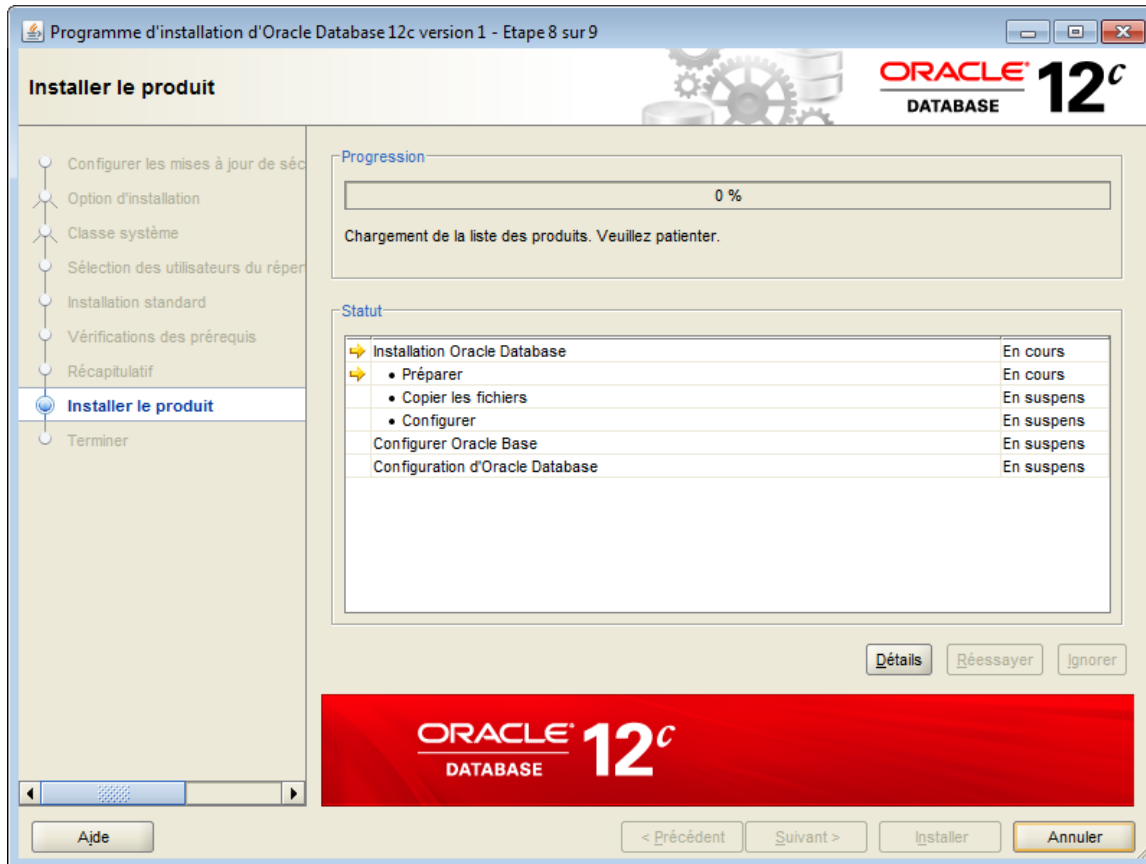 Programme d'installation d'Oracle Database 12c version 1 - Etape 8 sur 9
Installer le produit
ORACLE DATABASE 12c
Configurer les mises à jour de séc
Option d'installation
Classe système
Sélection des utilisateurs du réper
Installation standard
Vérifications des prérequis
Récapitulatif
Installer le produit
Terminer
Progression
0 %
Chargement de la liste des produits. Veuillez patienter.
Statut
Installation Oracle Database En cours
• Préparer En cours
• Copier les fichiers En suspens
• Configurer En suspens
Configurer Oracle Base En suspens
Configuration d'Oracle Database En suspens
Détails Réessayer Ignorer
ORACLE DATABASE 12c
Aide < Précédent Suivant > Installer Annuler